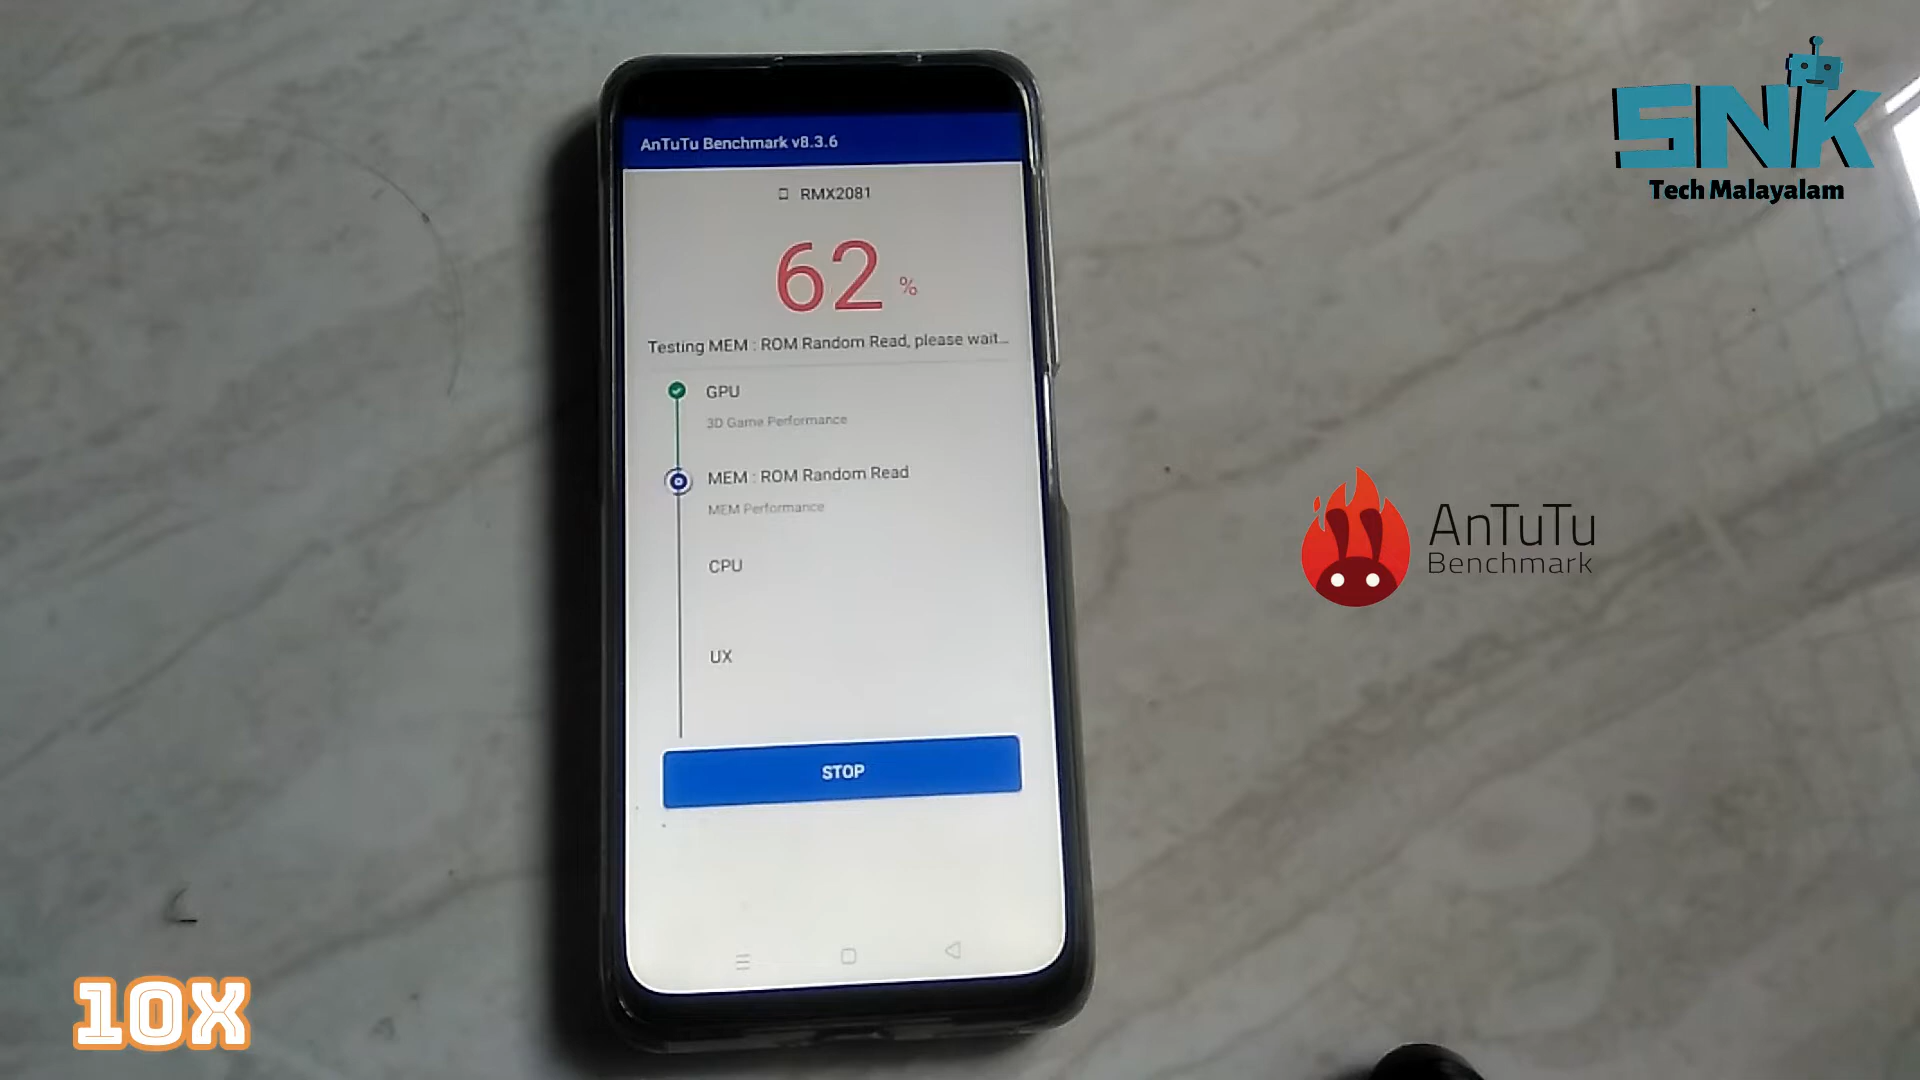 AnTuTu Benchmark v8.3.6
RMX2081
62 %
Testing MEM : ROM Random Read, please wait...
GPU
3D Game Performance
MEM : ROM Random Read
MEM Performance
CPU
UX
STOP
SNK
Tech Malayalam
AnTuTu
Benchmark
10X